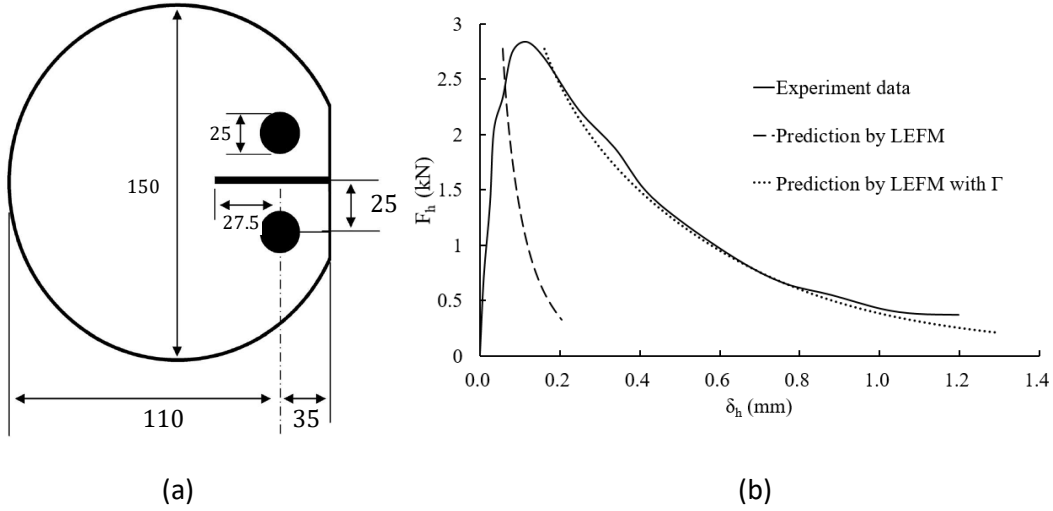 25
150
27.5
25
110
35
(a)
3
2.5
2
1.5
1
0.5
0
F_h (kN)
Experiment data
Prediction by LEFM
Prediction by LEFM with Γ
0.0 0.2 0.4 0.6 0.8 1.0 1.2 1.4
δ_h (mm)
(b)